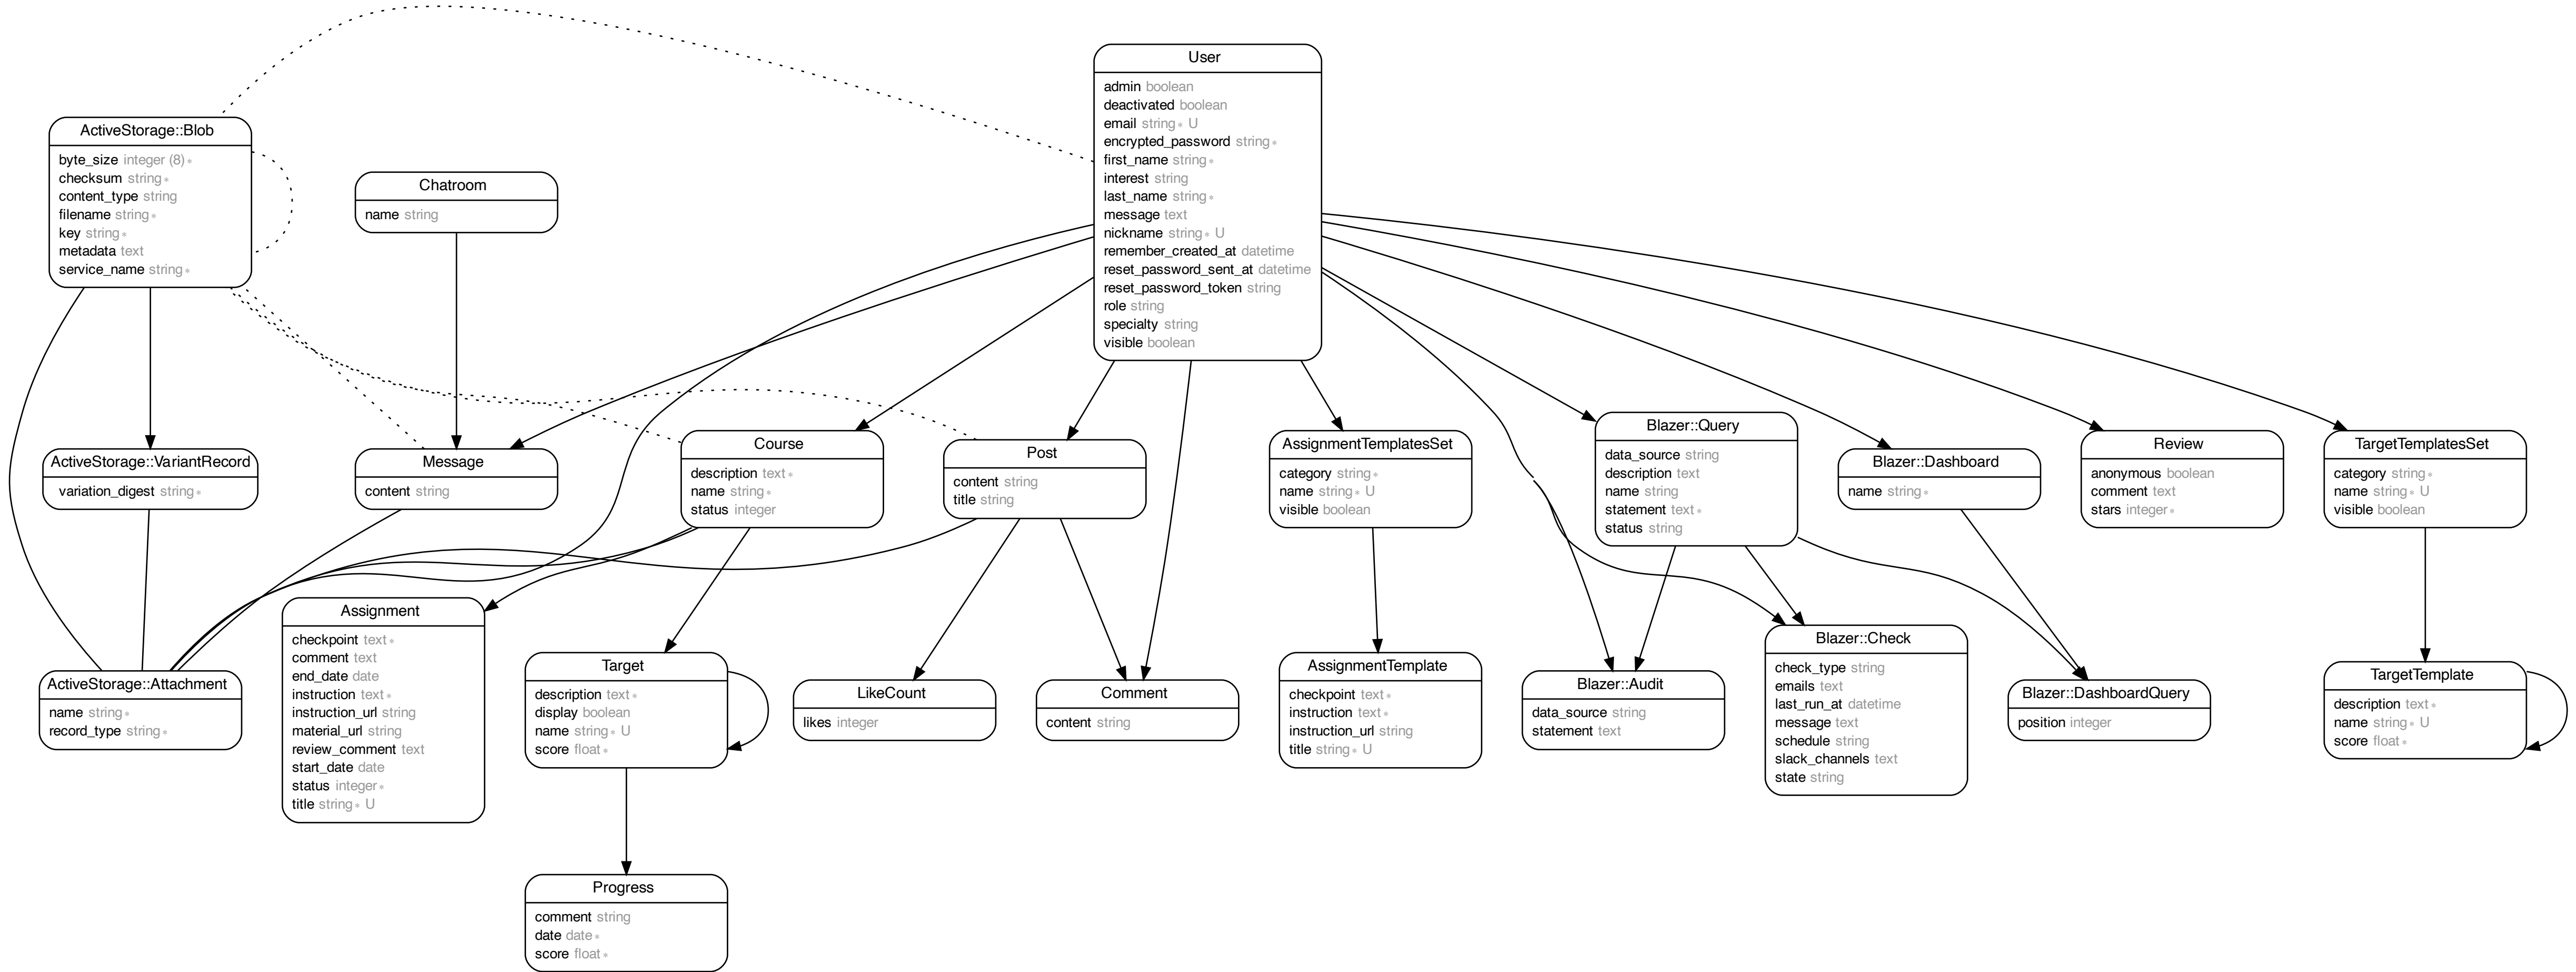 User
admin boolean
deactivated boolean
email string∗ U
encrypted_password string∗
first_name string∗
interest string
last_name string∗
message text
nickname string∗ U
remember_created_at datetime
reset_password_sent_at datetime
reset_password_token string
role string
specialty string
visible boolean
ActiveStorage::Blob
byte_size integer (8)∗
checksum string∗
content_type string
filename string∗
key string∗
metadata text
service_name string∗
Chatroom
name string
ActiveStorage::VariantRecord
variation_digest string∗
Message
content string
Course
description text∗
name string∗
status integer
Post
content string
title string
AssignmentTemplatesSet
category string∗
name string∗ U
visible boolean
Blazer::Query
data_source string
description text
name string
statement text∗
status string
Blazer::Dashboard
name string∗
Review
anonymous boolean
comment text
stars integer∗
TargetTemplatesSet
category string∗
name string∗ U
visible boolean
ActiveStorage::Attachment
name string∗
record_type string∗
Assignment
checkpoint text∗
comment text
end_date date
instruction text∗
instruction_url string
material_url string
review_comment text
start_date date
status integer∗
title string∗ U
Target
description text∗
display boolean
name string∗ U
score float∗
LikeCount
likes integer
Comment
content string
AssignmentTemplate
checkpoint text∗
instruction text∗
instruction_url string
title string∗ U
Blazer::Audit
data_source string
statement text
Blazer::Check
check_type string
emails text
last_run_at datetime
message text
schedule string
slack_channels text
state string
Blazer::DashboardQuery
position integer
TargetTemplate
description text∗
name string∗ U
score float∗
Progress
comment string
date date∗
score float∗